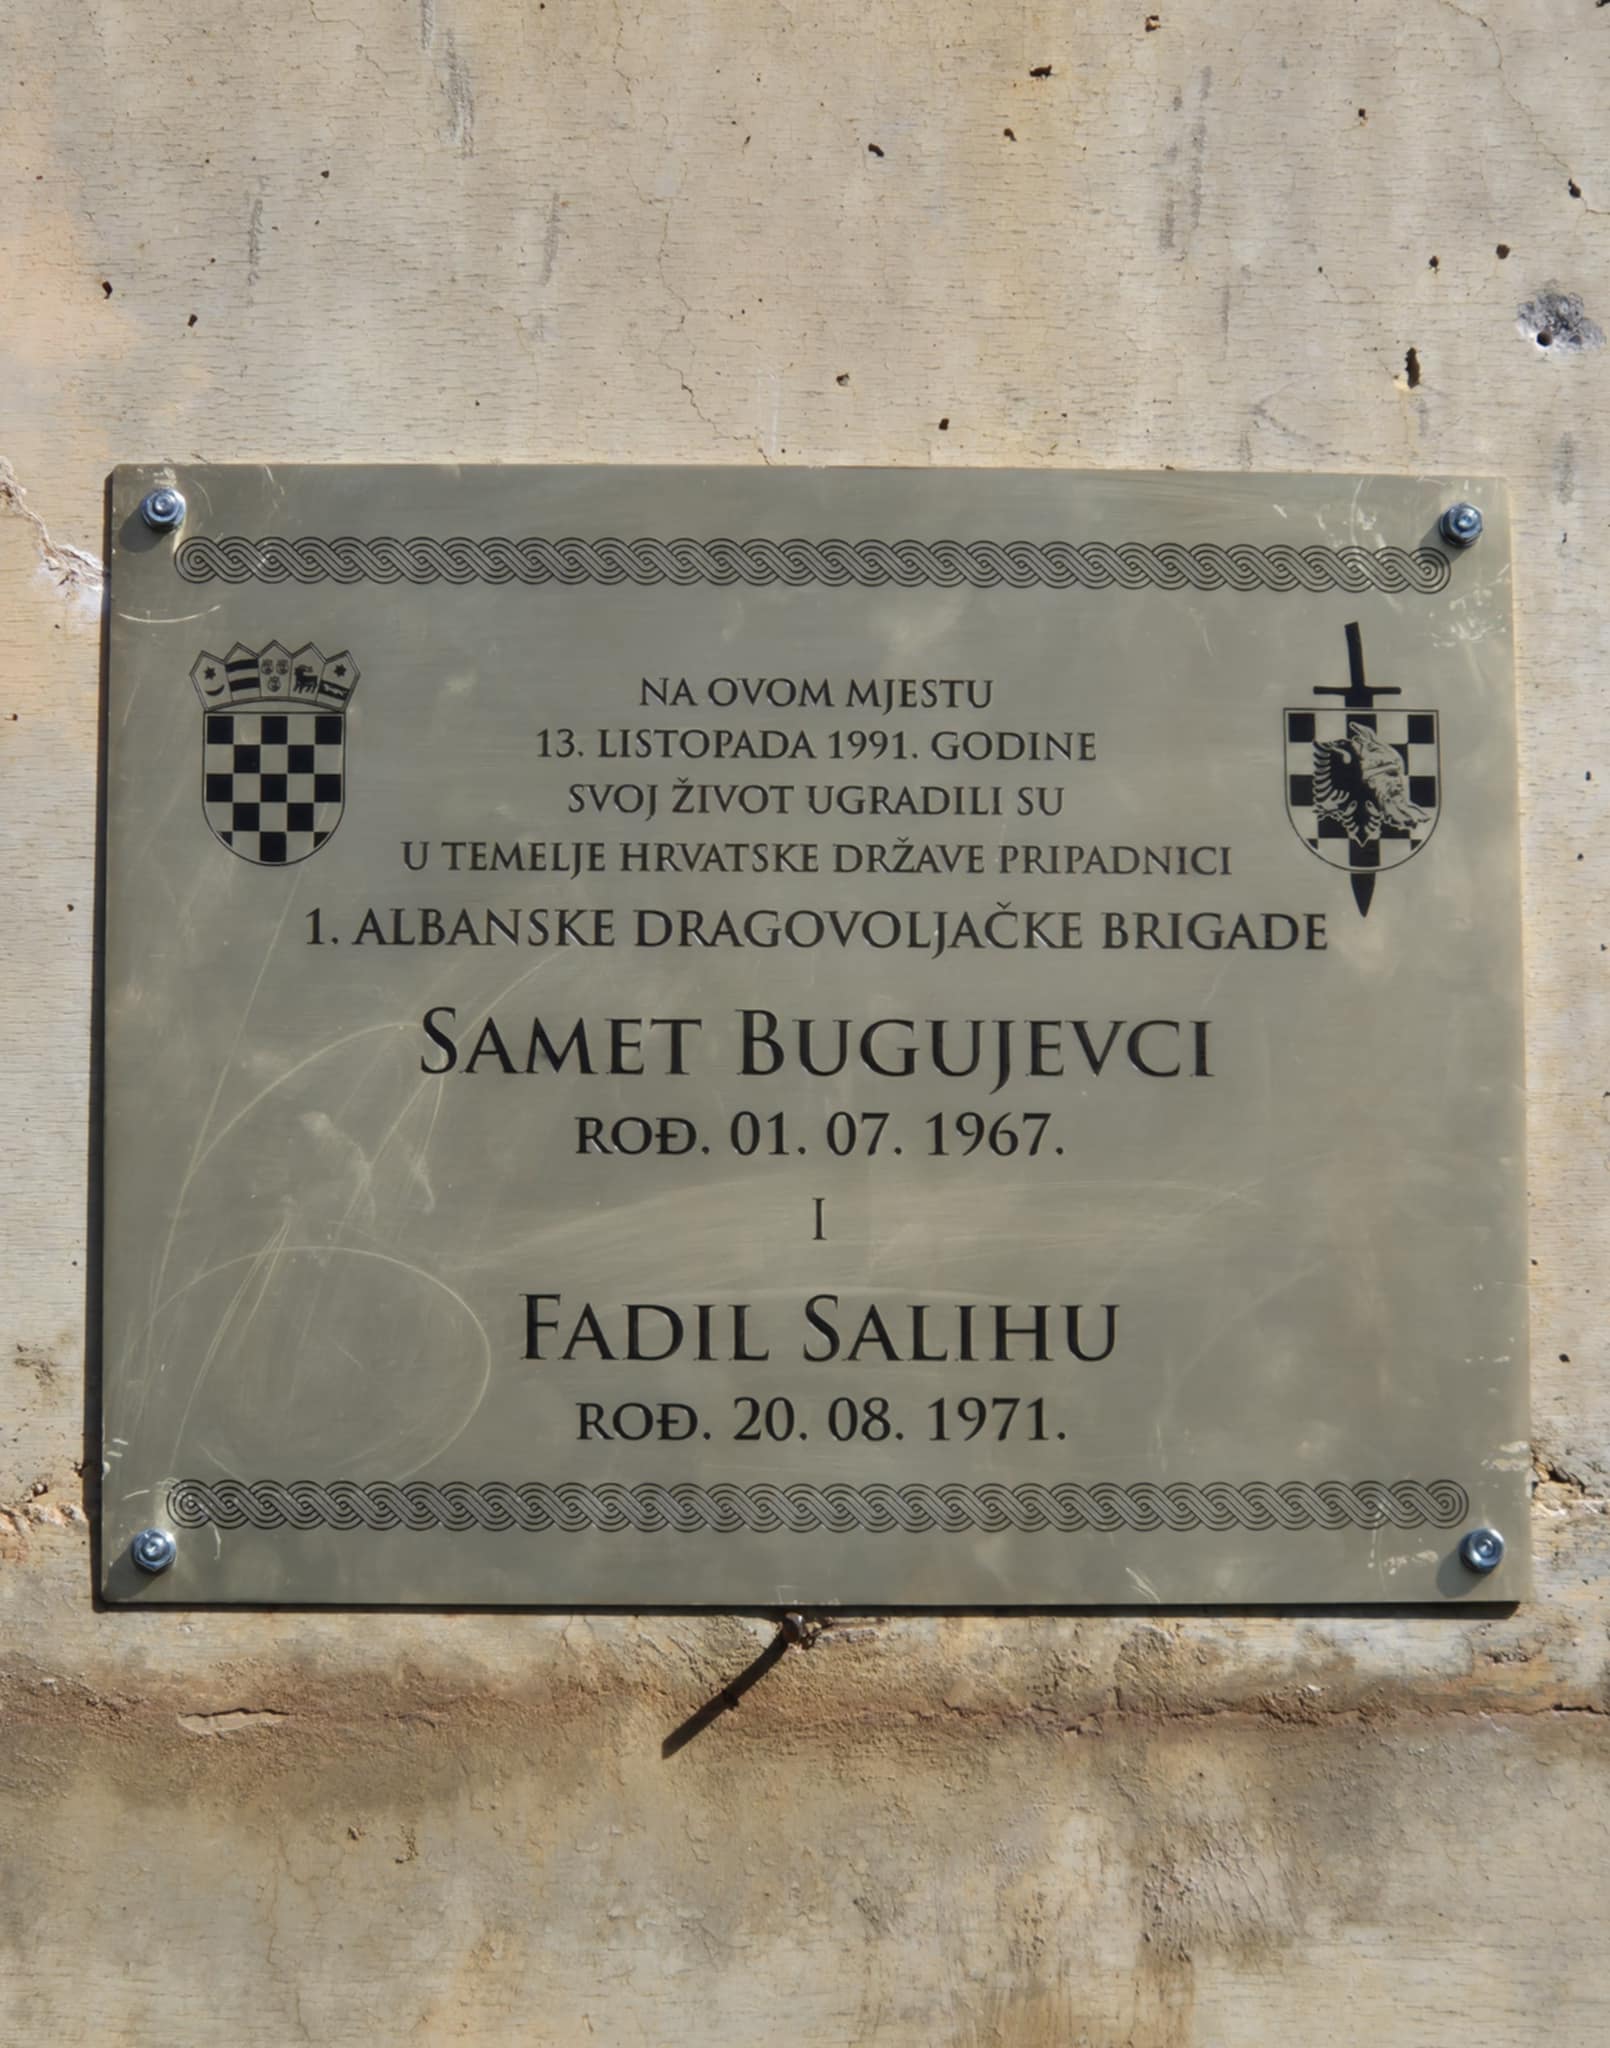 NA OVOM MJESTU
13. LISTOPADA 1991. GODINE
SVOJ ŽIVOT UGRADILI SU
U TEMELJE HRVATSKE DRŽAVE PRIPADNICI
1. ALBANSKE DRAGOVOLJAČKE BRIGADE
SAMET BUGUJEVCI
ROĐ. 01. 07. 1967.
I
FADIL SALIHU
ROĐ. 20. 08. 1971.